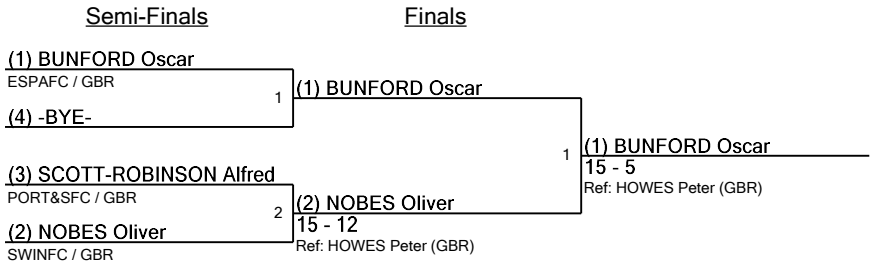 Semi-Finals
Finals
(1) BUNFORD Oscar
ESPAFC / GBR
1
(1) BUNFORD Oscar
(4) -BYE-
1
(1) BUNFORD Oscar
15 - 5
Ref: HOWES Peter (GBR)
(3) SCOTT-ROBINSON Alfred
PORT&SFC / GBR
2
(2) NOBES Oliver
15 - 12
Ref: HOWES Peter (GBR)
(2) NOBES Oliver
SWINFC / GBR